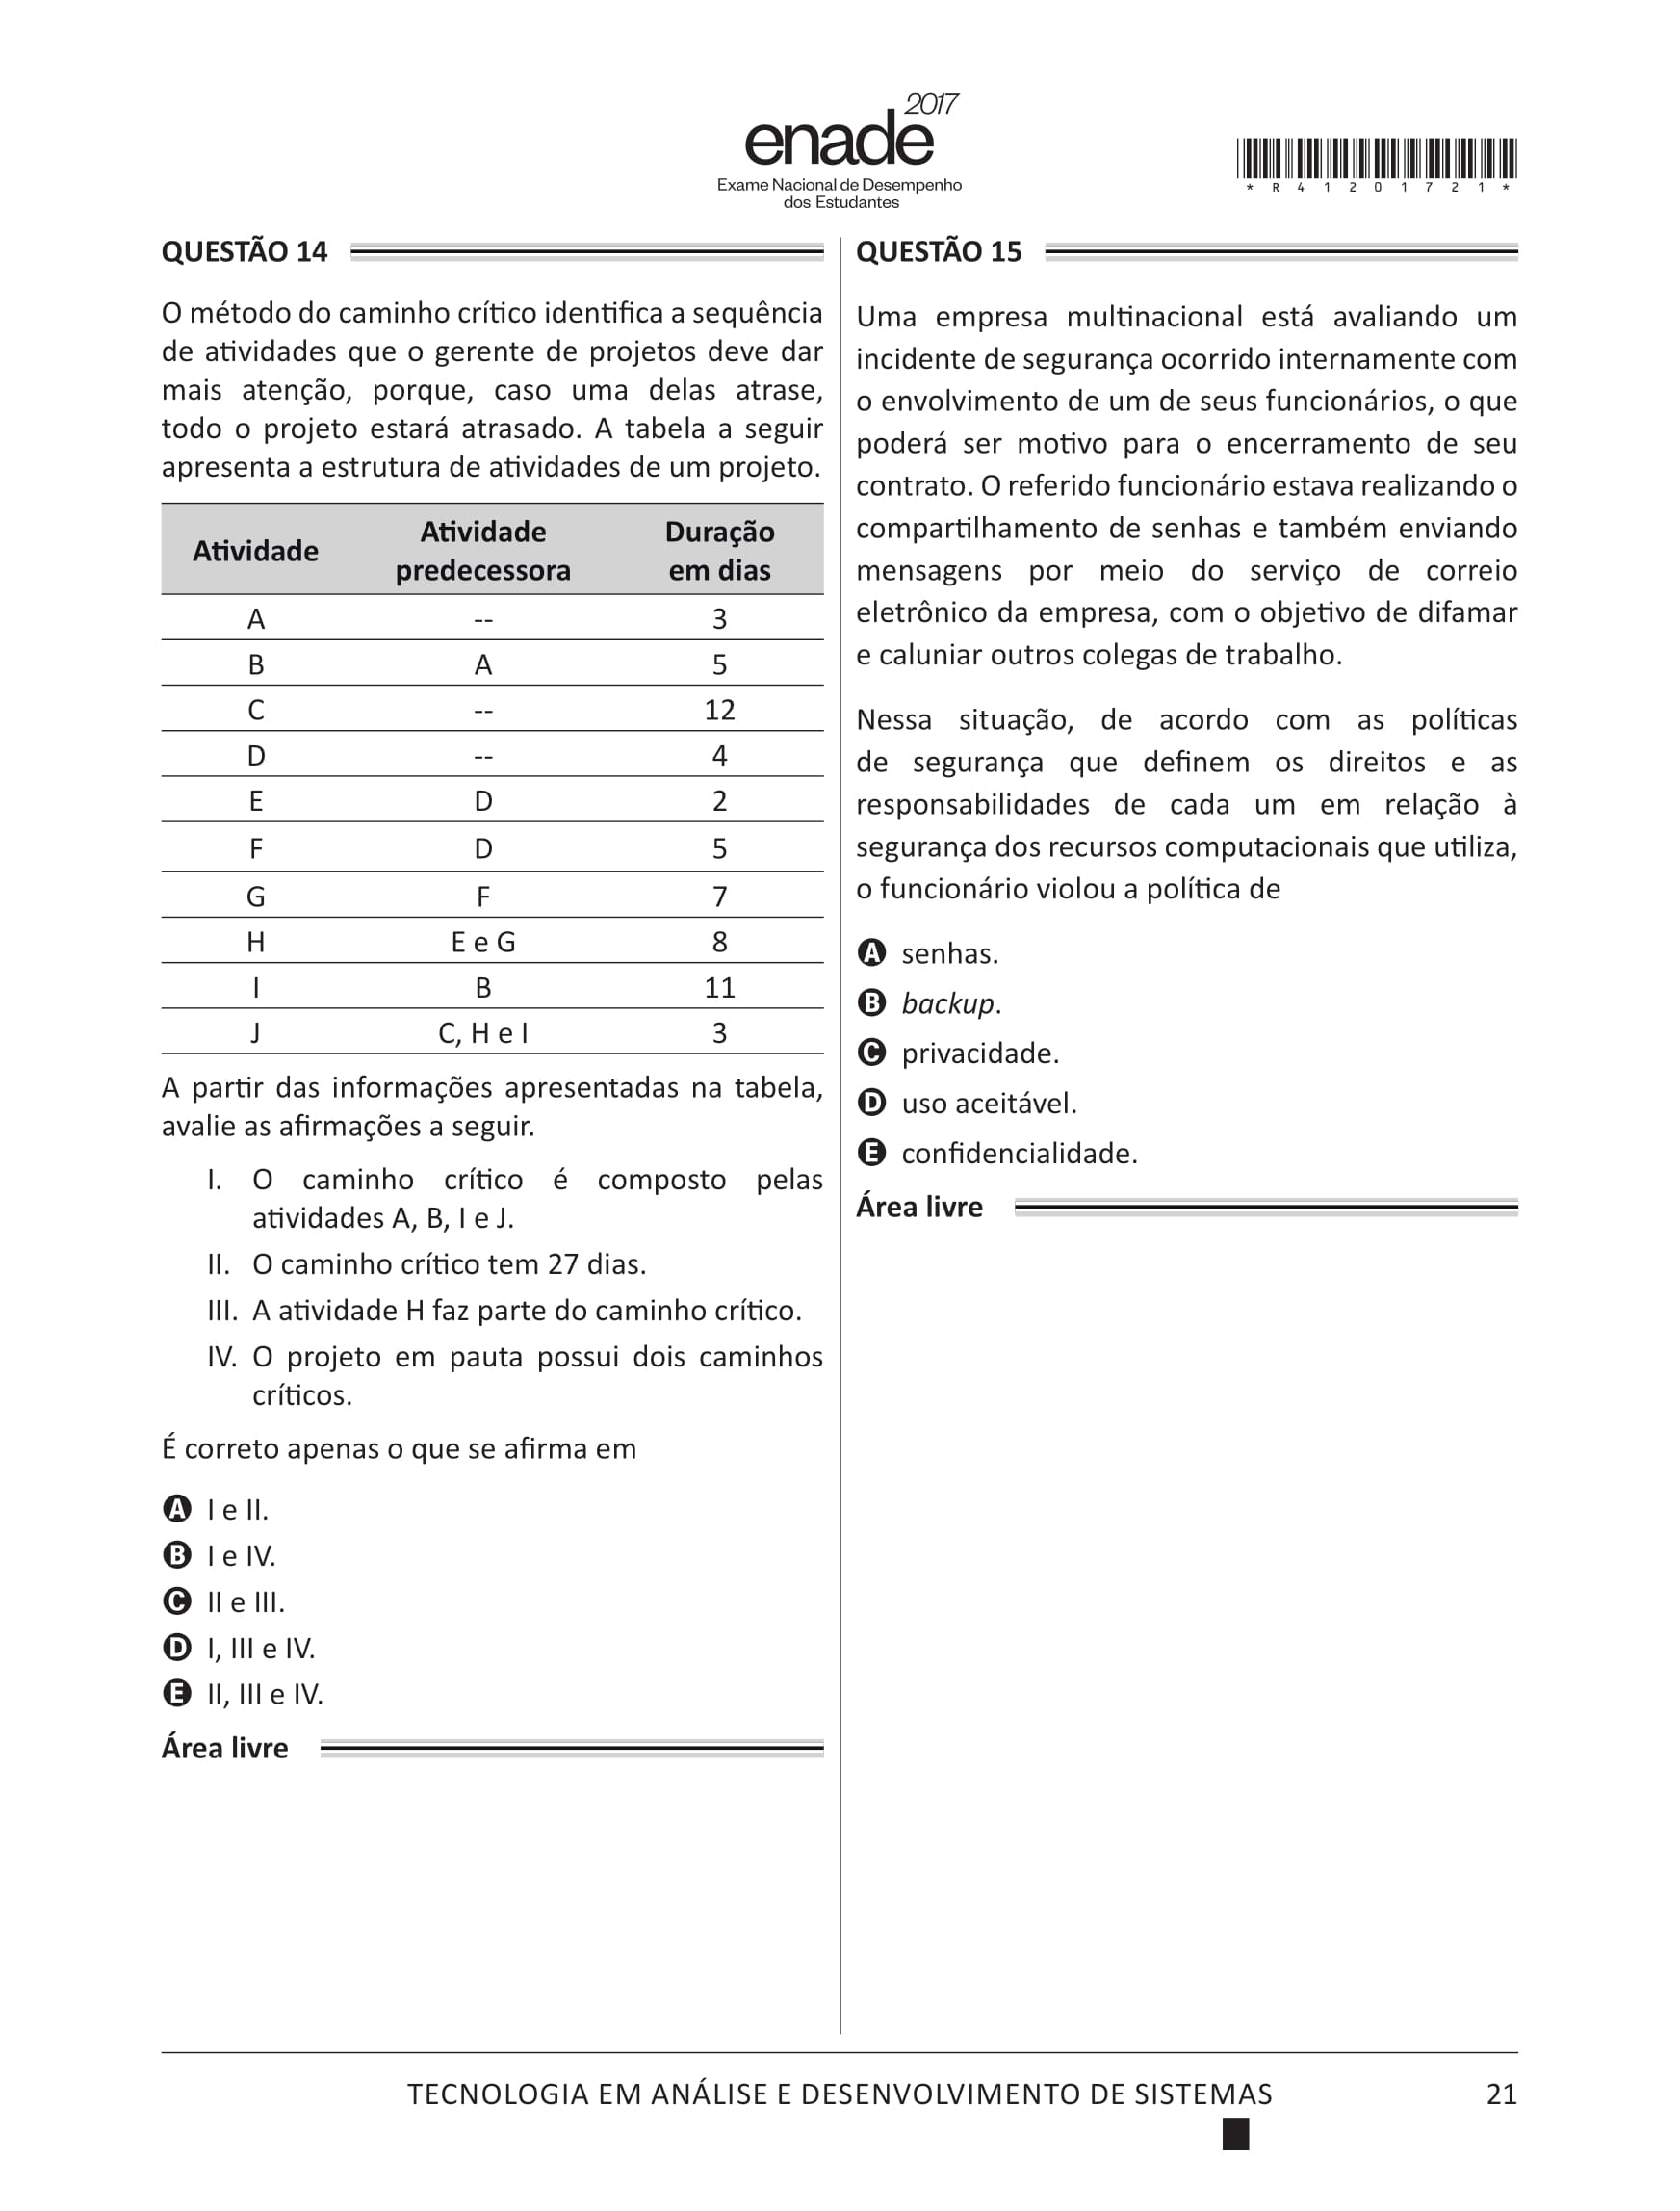 2017
enade
Exame Nacional de Desempenho
dos Estudantes
* R 4 1 2 0 1 7 2 1 *
QUESTÃO 14
O método do caminho crítico identifica a sequência
de atividades que o gerente de projetos deve dar
mais atenção, porque, caso uma delas atrase,
todo o projeto estará atrasado. A tabela a seguir
apresenta a estrutura de atividades de um projeto.
Atividade Atividade predecessora Duração em dias
A -- 3
B A 5
C -- 12
D -- 4
E D 2
F D 5
G F 7
H E e G 8
I B 11
J C, H e I 3
A partir das informações apresentadas na tabela,
avalie as afirmações a seguir.
I. O caminho crítico é composto pelas
atividades A, B, I e J.
II. O caminho crítico tem 27 dias.
III. A atividade H faz parte do caminho crítico.
IV. O projeto em pauta possui dois caminhos
críticos.
É correto apenas o que se afirma em
A I e II.
B I e IV.
C II e III.
D I, III e IV.
E II, III e IV.
Área livre
QUESTÃO 15
Uma empresa multinacional está avaliando um
incidente de segurança ocorrido internamente com
o envolvimento de um de seus funcionários, o que
poderá ser motivo para o encerramento de seu
contrato. O referido funcionário estava realizando o
compartilhamento de senhas e também enviando
mensagens por meio do serviço de correio
eletrônico da empresa, com o objetivo de difamar
e caluniar outros colegas de trabalho.
Nessa situação, de acordo com as políticas
de segurança que definem os direitos e as
responsabilidades de cada um em relação à
segurança dos recursos computacionais que utiliza,
o funcionário violou a política de
A senhas.
B backup.
C privacidade.
D uso aceitável.
E confidencialidade.
Área livre
TECNOLOGIA EM ANÁLISE E DESENVOLVIMENTO DE SISTEMAS
21